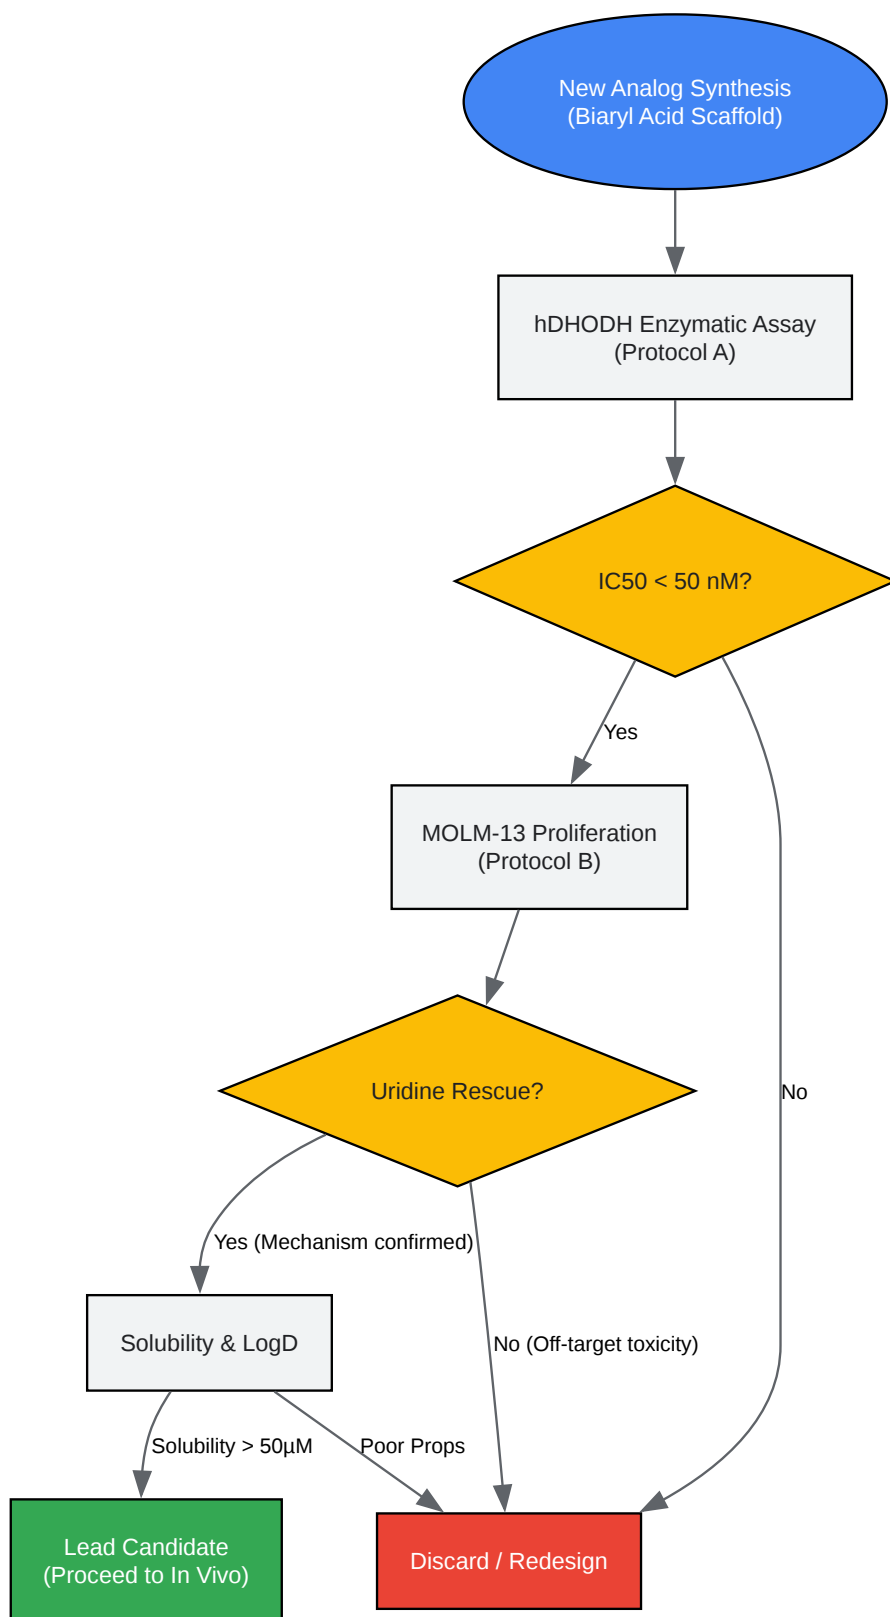 New Analog Synthesis
(Biaryl Acid Scaffold)
hDHODH Enzymatic Assay
(Protocol A)
IC50 < 50 nM?
Yes
MOLM-13 Proliferation
(Protocol B)
Uridine Rescue?
No
Yes (Mechanism confirmed)
Solubility & LogD
No (Off-target toxicity)
Solubility > 50µM
Poor Props
Lead Candidate
(Proceed to In Vivo)
Discard / Redesign